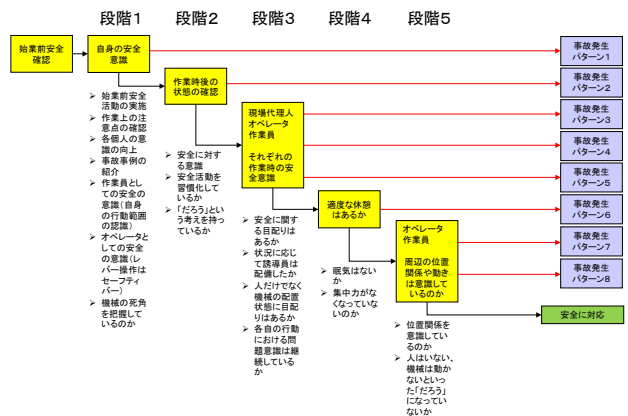 段階1
段階2
段階3
段階4
段階5
始業前安全
確認
自身の安全
意識
➢ 始業前安全
活動の実施
➢ 作業上の注
意点の確認
➢ 各個人の意
識の向上
➢ 事故事例の
紹介
➢ 作業員とし
ての安全の
意識(自身
の行動範囲
の認識)
➢ オペレータと
しての安全
の意識(レ
バー操作は
セーフティ
バー)
➢ 機械の死角
を把握して
いるのか
作業時後の
状態の確認
➢ 安全に対す
る意識
➢ 安全活動を
習慣化して
いるか
➢ 「だろう」とい
う考えを持っ
ているか
現場代理人
オペレータ
作業員
それぞれの
作業時の安
全意識
➢ 安全に関す
る目配りは
あるか
➢ 状況に応じ
て誘導員は
配備したか
➢ 人だけでなく
機械の配置
状態に目配
りはあるか
➢ 各自の行動
における問
題意識は継
続している
か
適度な休憩
はあるか
➢ 眠気はない
か
➢ 集中力がな
くなっていな
いのか
オペレータ
作業員
周辺の位置
関係や動き
は意識して
いるのか
➢ 位置関係を
意識してい
るのか
➢ 人はいない、
機械は動か
ないといっ
た「だろう」
になってい
ないか
事故発生
パターン1
事故発生
パターン2
事故発生
パターン3
事故発生
パターン4
事故発生
パターン5
事故発生
パターン6
事故発生
パターン7
事故発生
パターン8
安全に対応